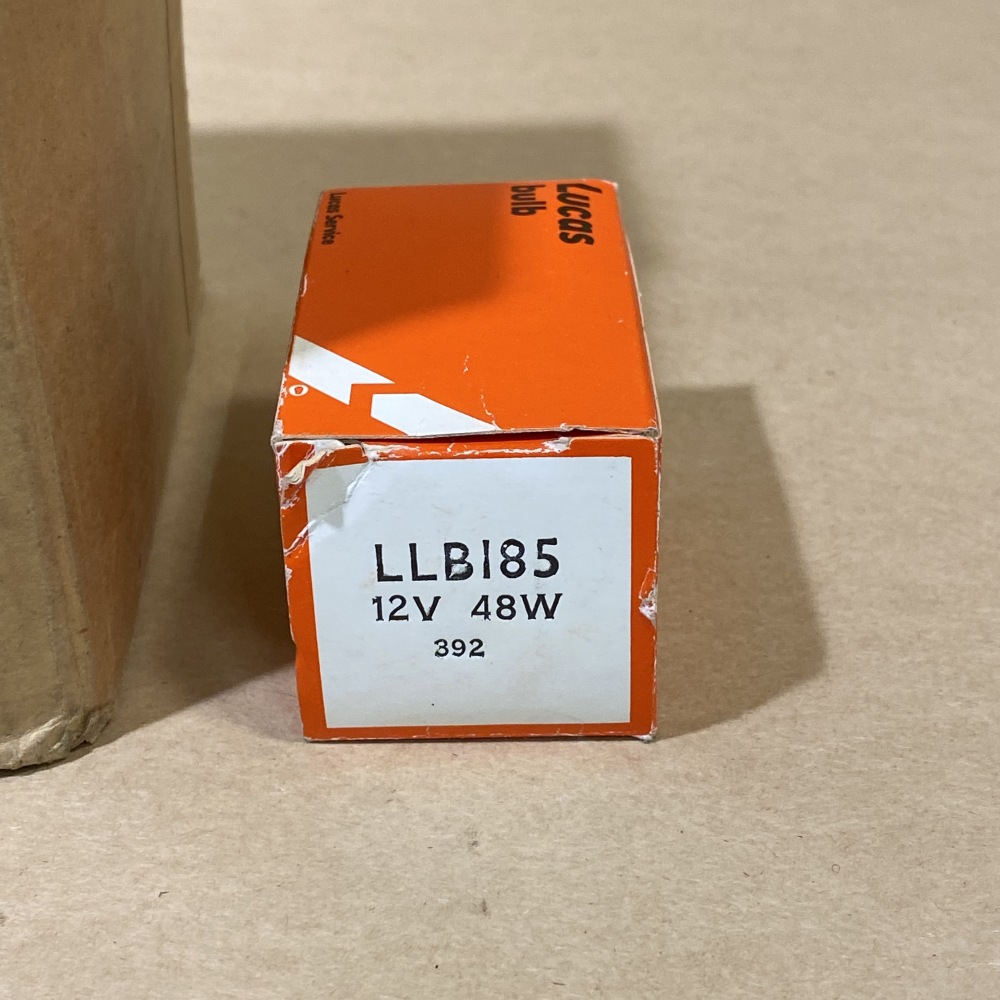 Lucas
bulb
Lucas Service
LLB185
12V 48W
392